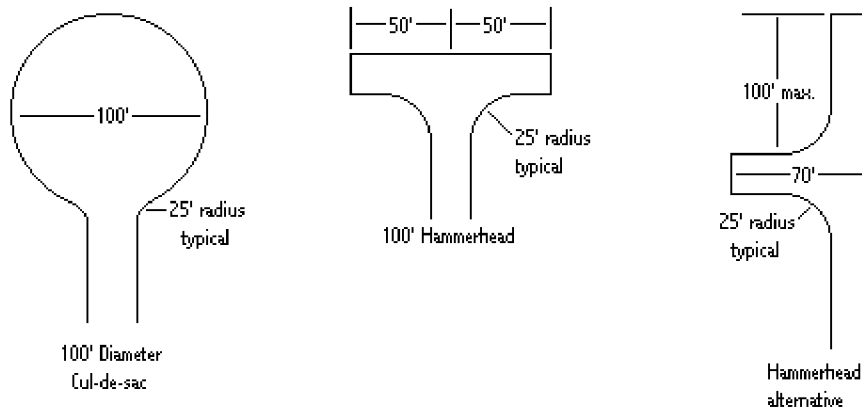 100'
25' radius
typical
100' Diameter
Cul-de-sac
50'
50'
25' radius
typical
100' Hammerhead
100' max.
70'
25' radius
typical
Hammerhead
alternative